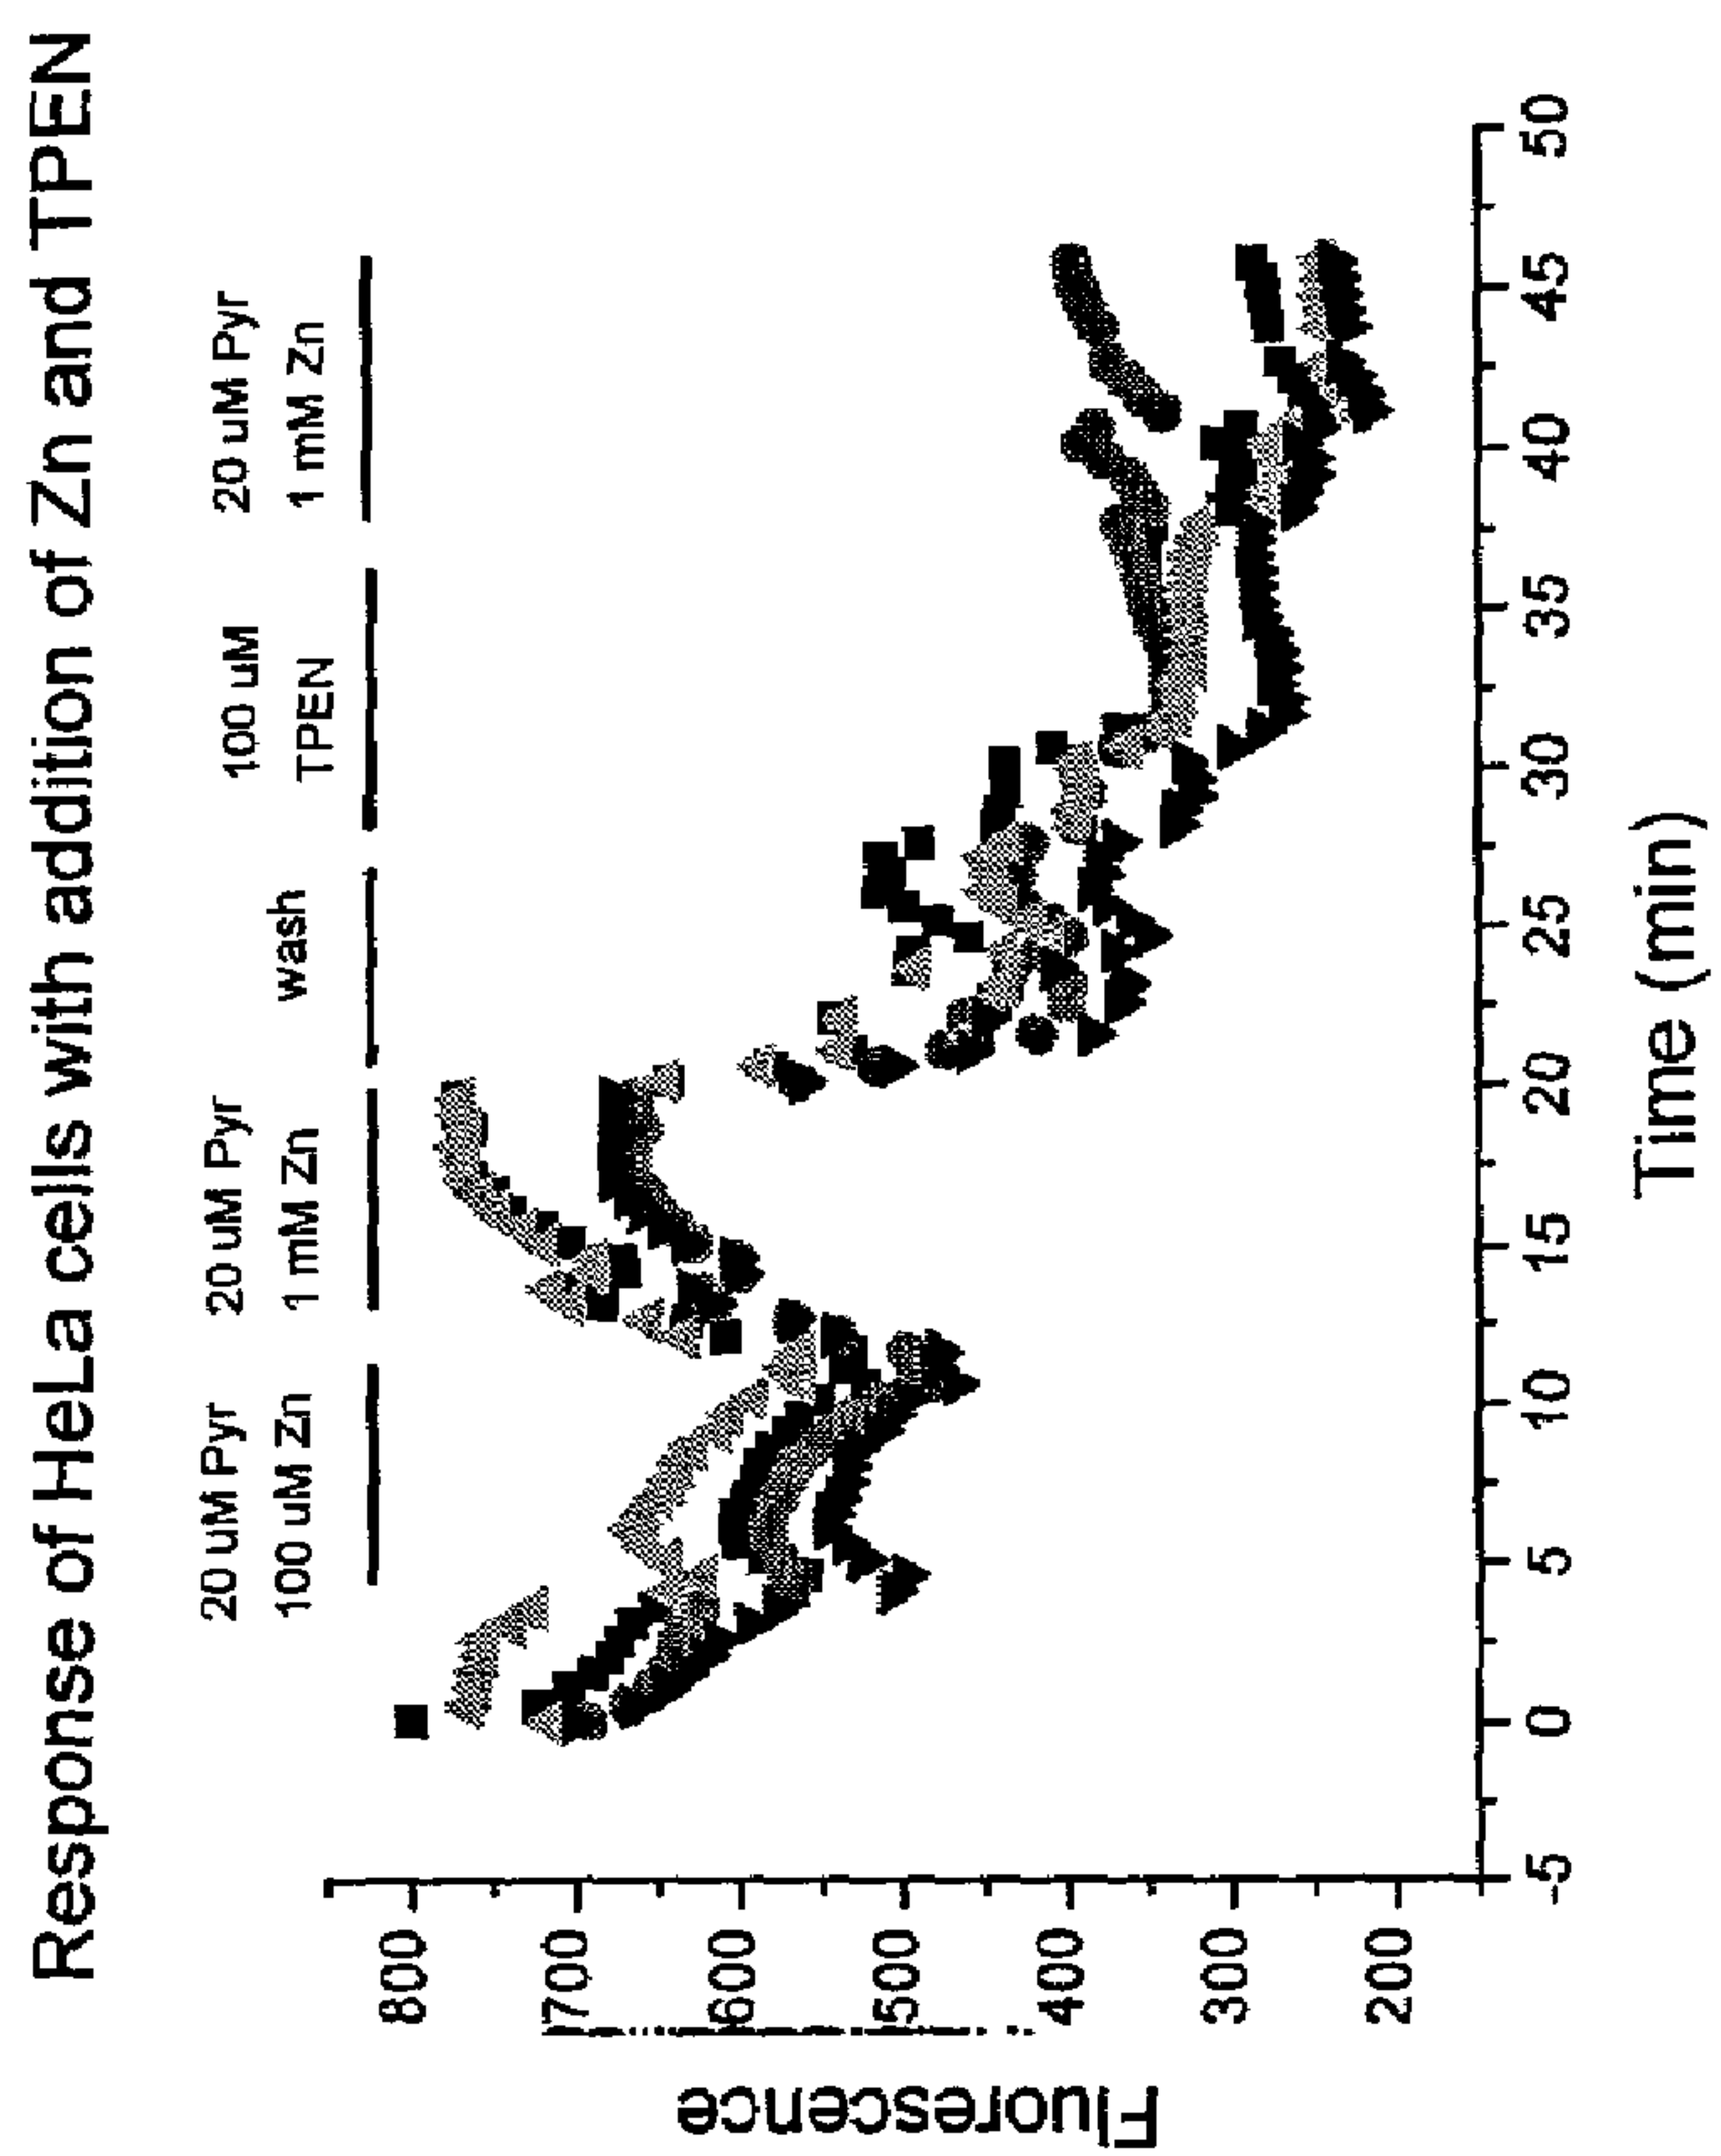 Response of HeLa cells with addition of Zn and TPEN
20 uM Pyr
100 uM Zn
20 uM Pyr
1 mM Zn
wash
100 uM
TPEN
20 uM Pyr
1 mM Zn
Fluorescence
800
700
600
500
400
300
200
-5
0
5
10
15
20
25
30
35
40
45
50
Time (min)